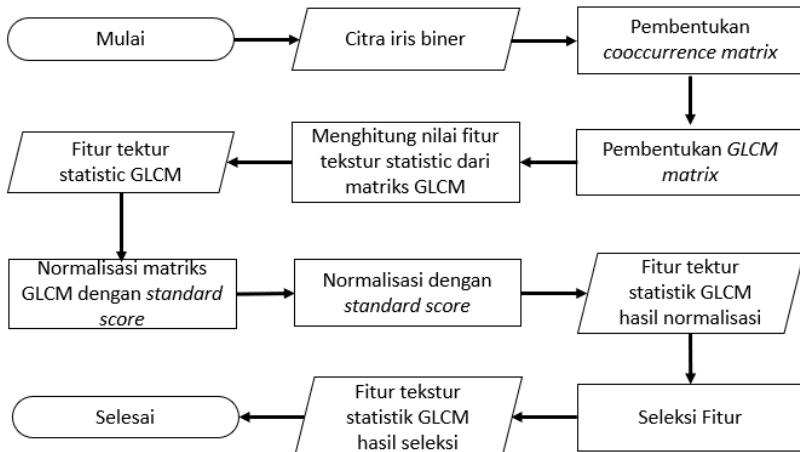 Mulai
Citra iris biner
Pembentukan
cooccurrence matrix
Pembentukan GLCM
matrix
Menghitung nilai fitur
tekstur statistic dari
matriks GLCM
Fitur tektur
statistic GLCM
Normalisasi matriks
GLCM dengan standard
score
Normalisasi dengan
standard score
Fitur tektur
statistik GLCM
hasil normalisasi
Seleksi Fitur
Fitur tekstur
statistik GLCM
hasil seleksi
Selesai